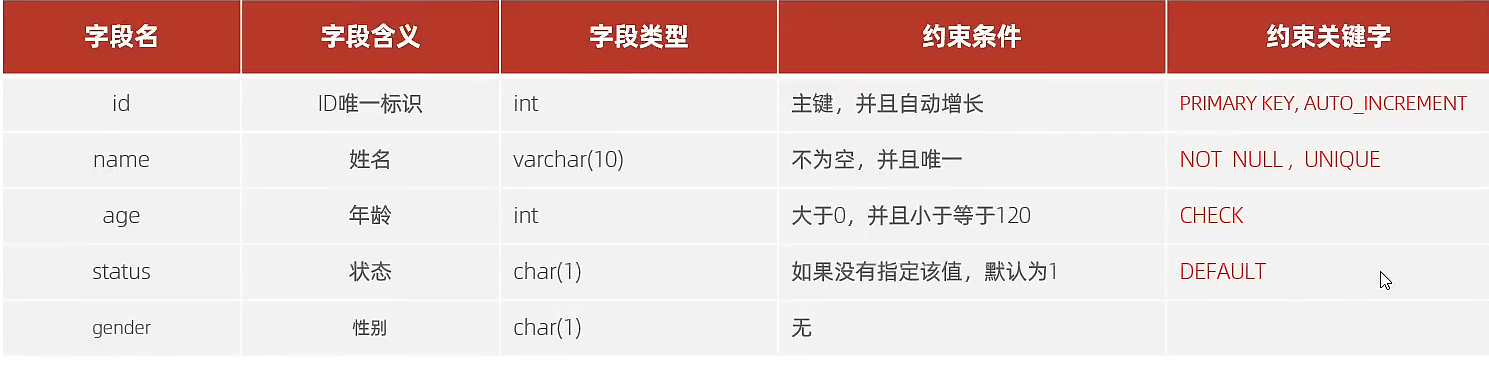 字段名 字段含义 字段类型 约束条件 约束关键字
id ID唯一标识 int 主键，并且自动增长 PRIMARY KEY, AUTO_INCREMENT
name 姓名 varchar(10) 不为空，并且唯一 NOT NULL , UNIQUE
age 年龄 int 大于0，并且小于等于120 CHECK
status 状态 char(1) 如果没有指定该值，默认为1 DEFAULT
gender 性别 char(1) 无